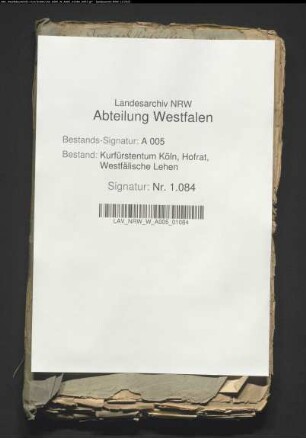 Landesarchiv NRW
Abteilung Westfalen
Bestands-Signatur: A 005
Bestand: Kurfürstentum Köln, Hofrat,
Westfälische Lehen
Signatur: Nr. 1.084
LAV_NRW_W_A005_01084